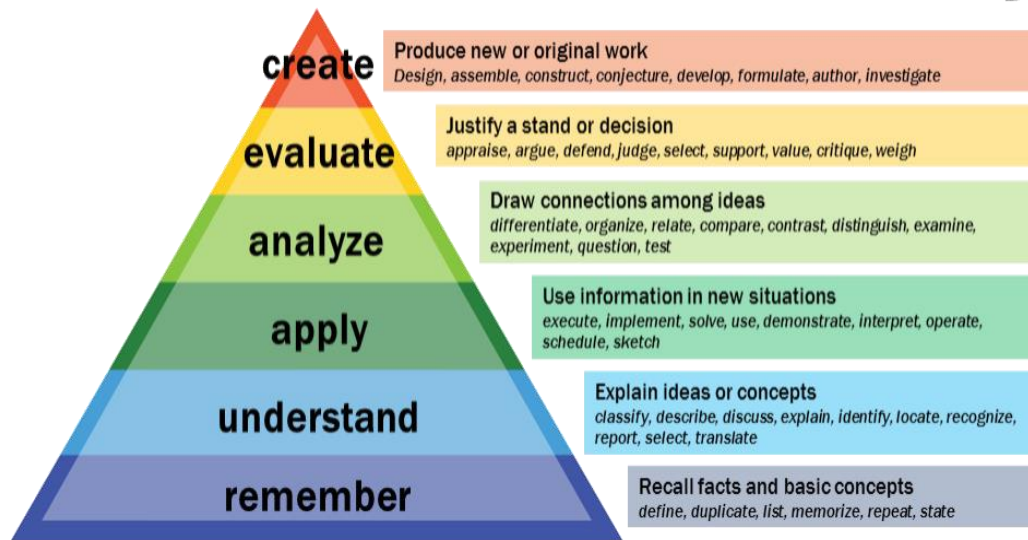 create
Produce new or original work
Design, assemble, construct, conjecture, develop, formulate, author, investigate
evaluate
Justify a stand or decision
appraise, argue, defend, judge, select, support, value, critique, weigh
analyze
Draw connections among ideas
differentiate, organize, relate, compare, contrast, distinguish, examine,
experiment, question, test
apply
Use information in new situations
execute, implement, solve, use, demonstrate, interpret, operate,
schedule, sketch
understand
Explain ideas or concepts
classify, describe, discuss, explain, identify, locate, recognize,
report, select, translate
remember
Recall facts and basic concepts
define, duplicate, list, memorize, repeat, state